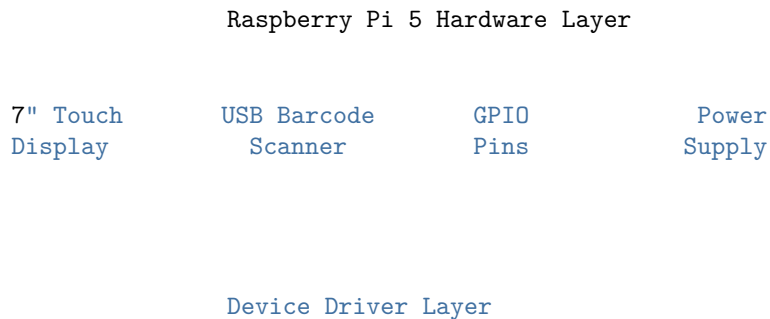 Raspberry Pi 5 Hardware Layer
7" Touch USB Barcode GPIO Power
Display Scanner Pins Supply
Device Driver Layer